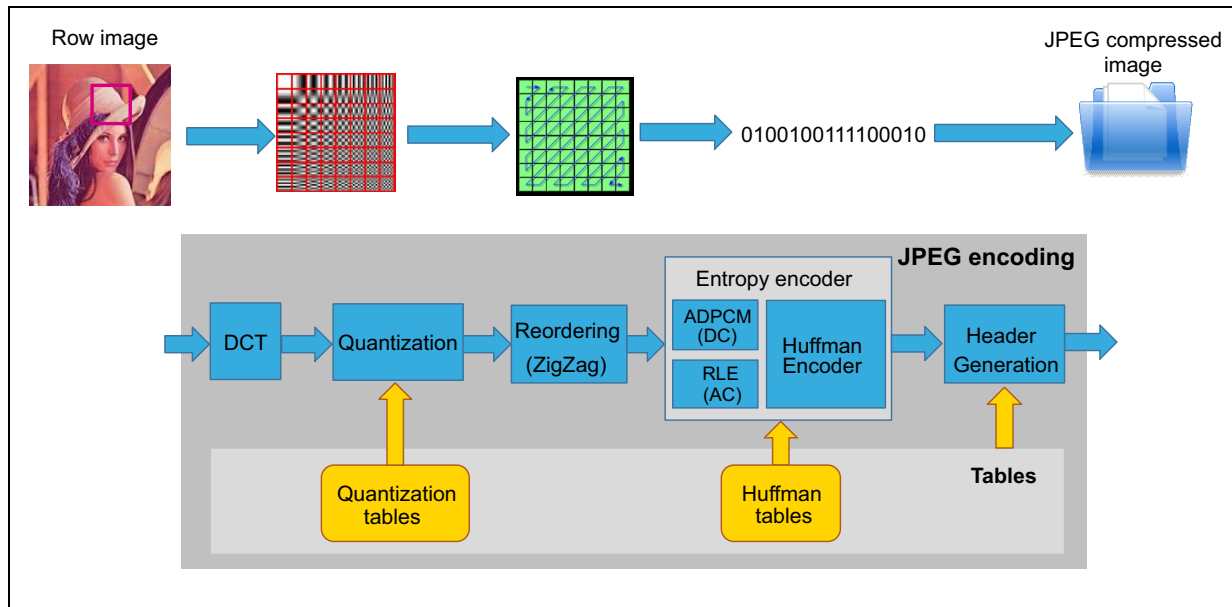 Row image
JPEG compressed
image
0100100111100010
JPEG encoding
Entropy encoder
DCT
Quantization
Reordering
(ZigZag)
ADPCM
(DC)
RLE
(AC)
Huffman
Encoder
Header
Generation
Tables
Quantization
tables
Huffman
tables